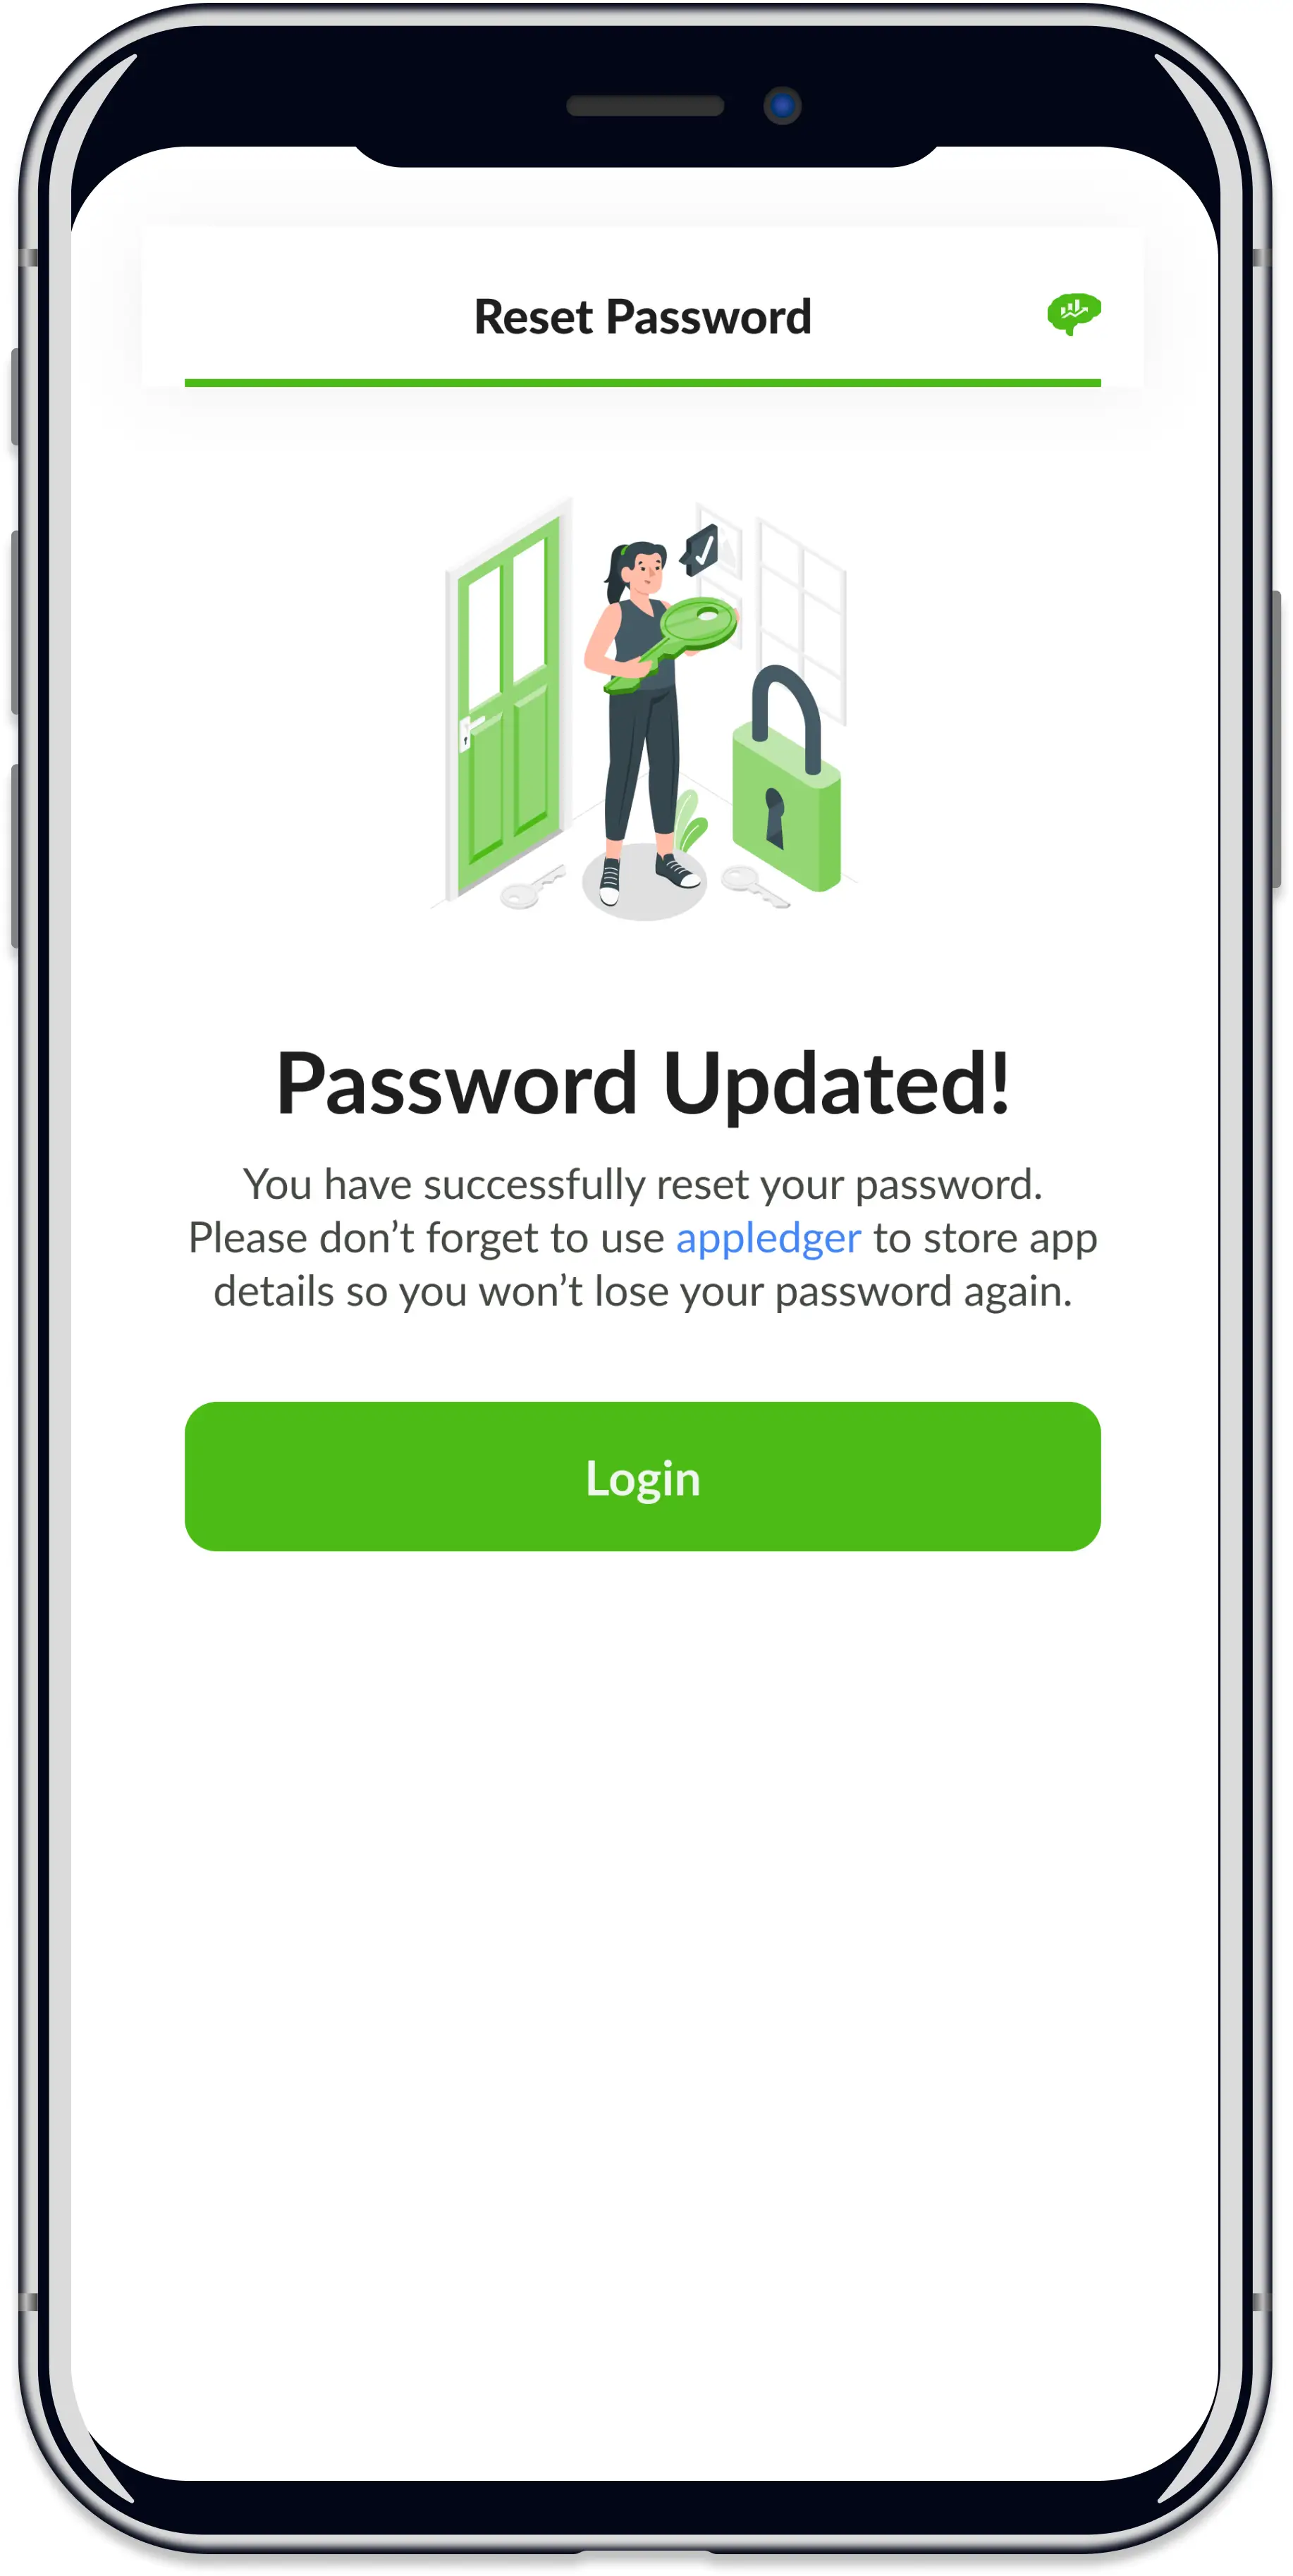 Reset Password
Password Updated!
You have successfully reset your password.
Please don’t forget to use appledger to store app
details so you won’t lose your password again.
Login